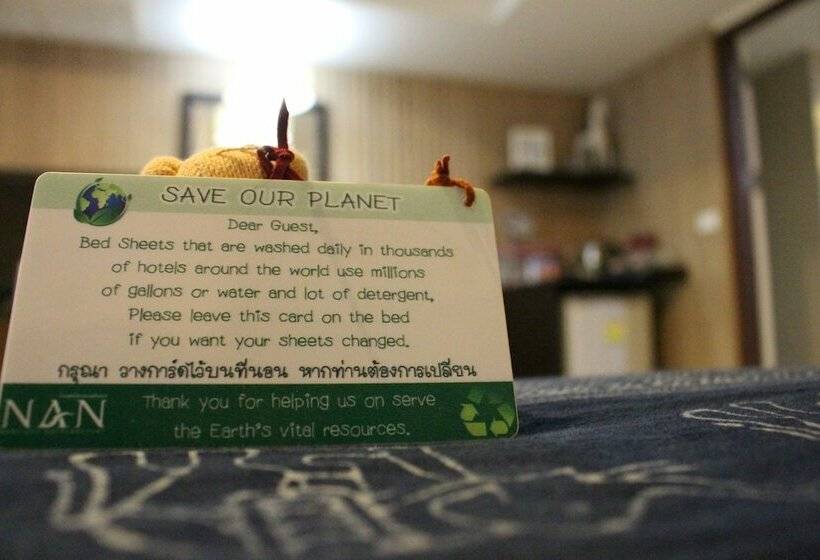 SAVE OUR PLANET
Dear Guest,
Bed Sheets that are washed daily in thousands
of hotels around the world use millions
of gallons or water and lot of detergent,
Please leave this card on the bed
if you want your sheets changed.
กรุณา วางการ์ดไว้บนที่นอน หากท่านต้องการเปลี่ยน
NAN
Thank you for helping us on serve
the Earth's vital resources.